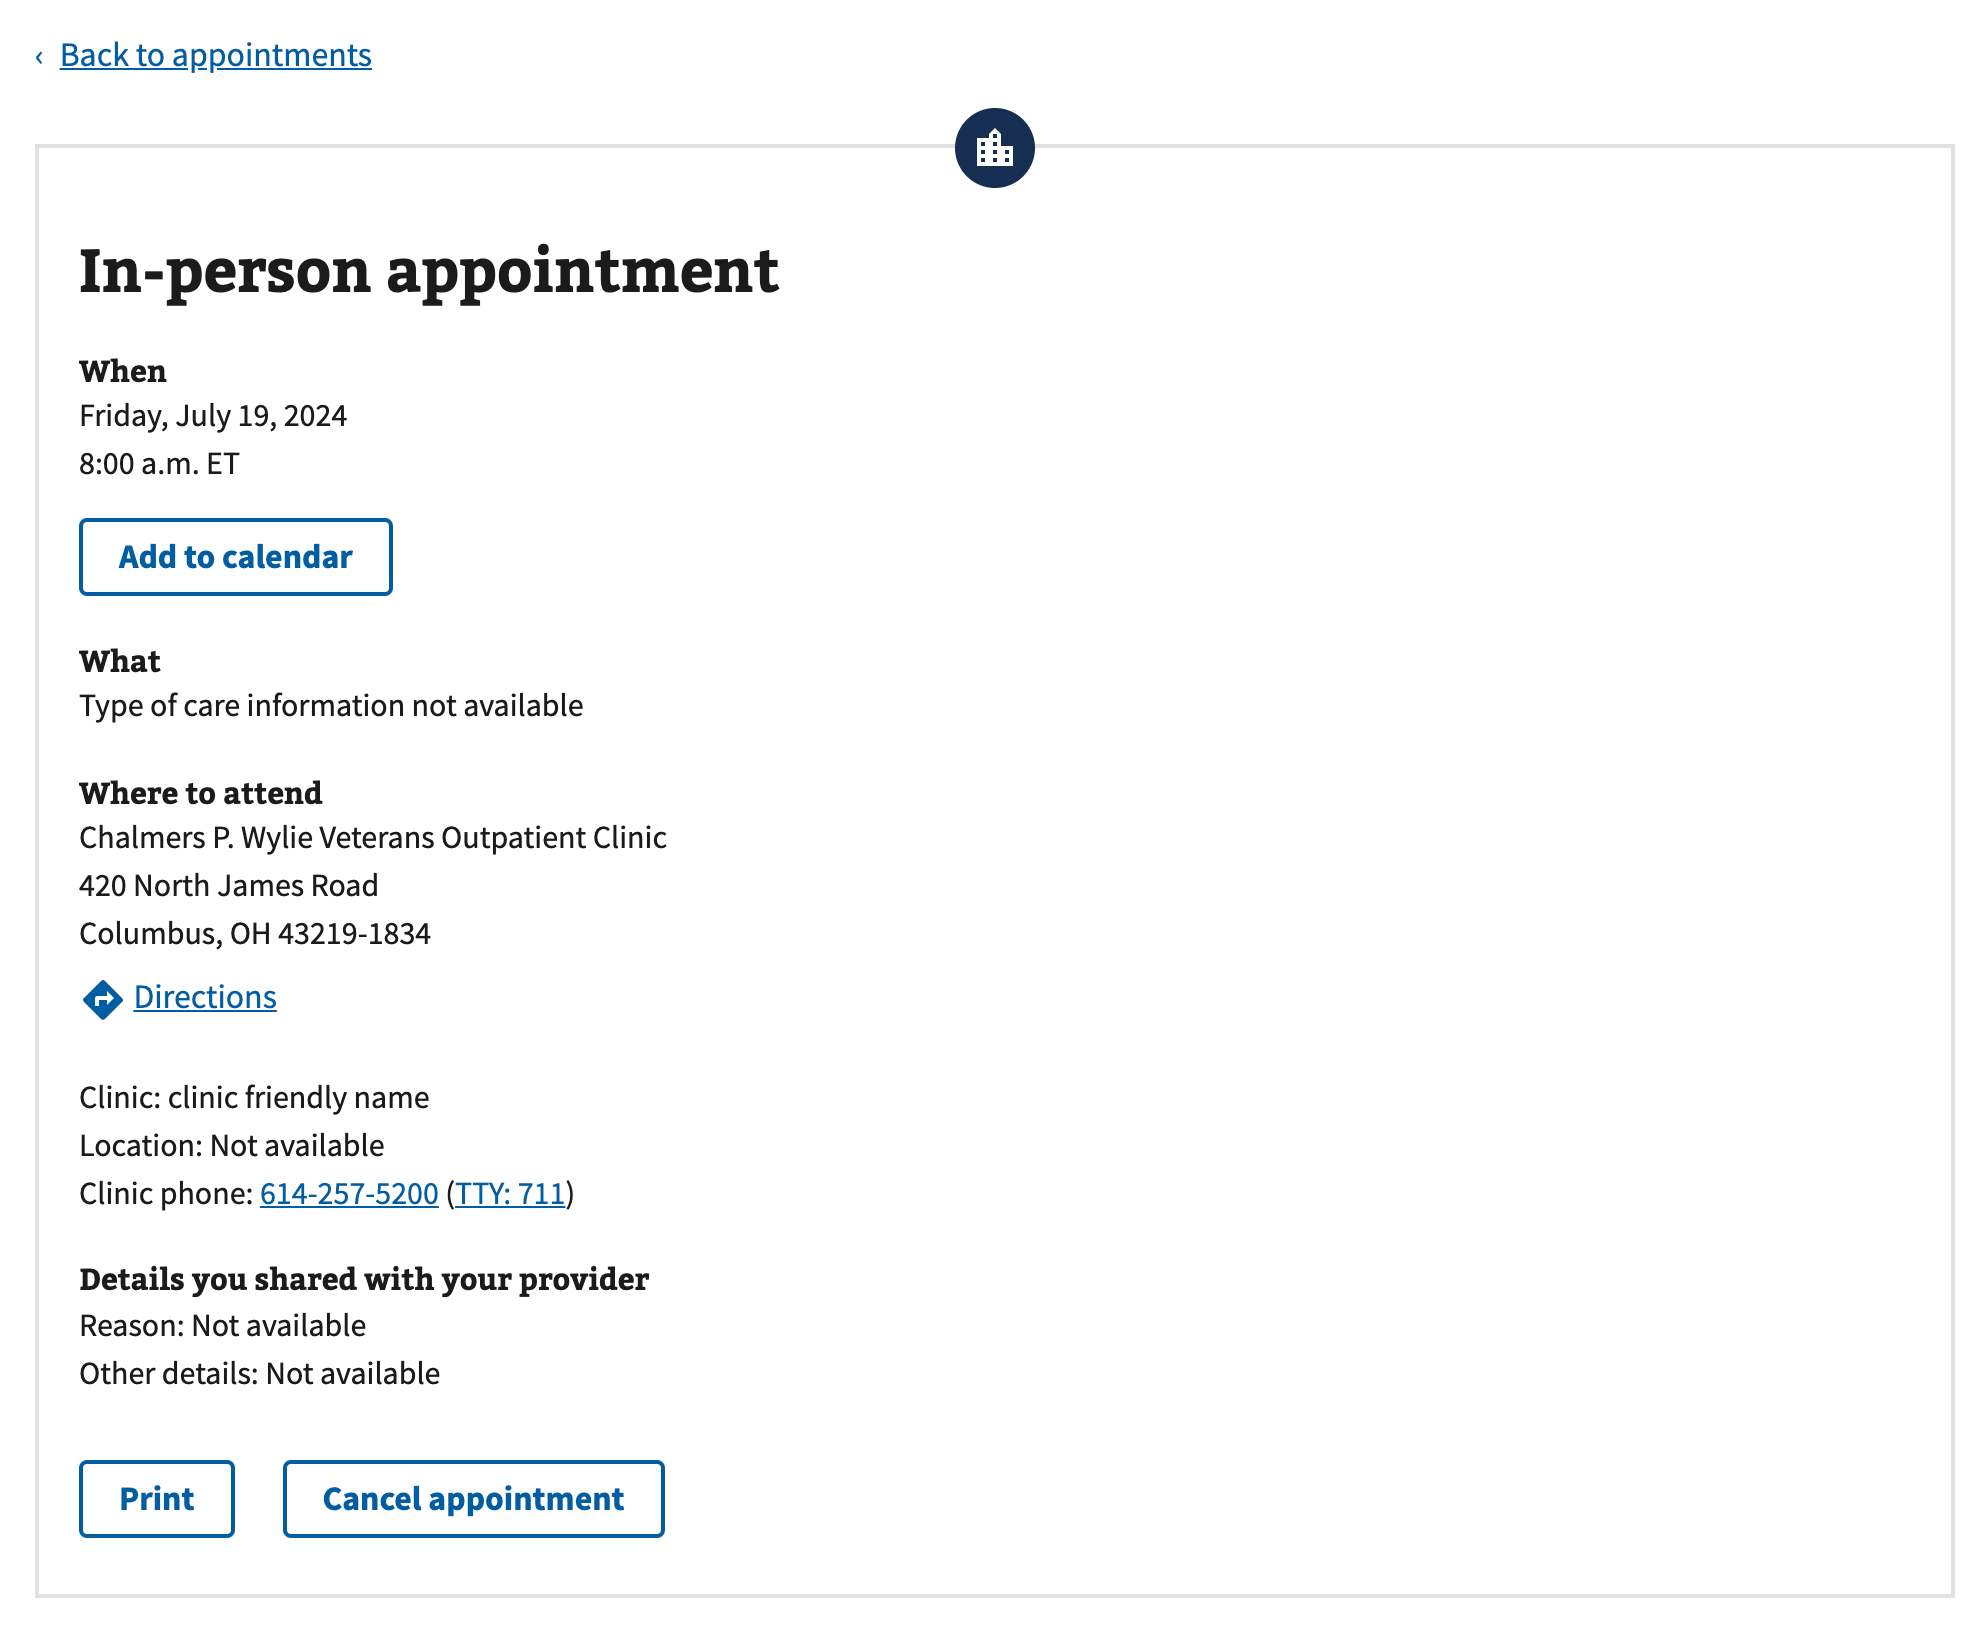 ‹ Back to appointments
In-person appointment
When
Friday, July 19, 2024
8:00 a.m. ET
Add to calendar
What
Type of care information not available
Where to attend
Chalmers P. Wylie Veterans Outpatient Clinic
420 North James Road
Columbus, OH 43219-1834
Directions
Clinic: clinic friendly name
Location: Not available
Clinic phone: 614-257-5200 (TTY: 711)
Details you shared with your provider
Reason: Not available
Other details: Not available
Print Cancel appointment